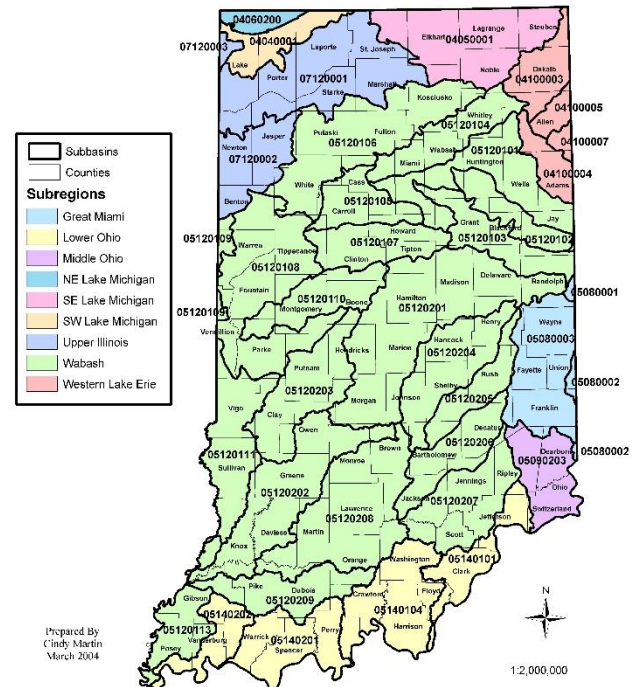 04060200
04040001
07120003
Lake
Porter
Laporte
St. Joseph
Elkhart
Lagrange
Steuben
04050001
07120001
Starke
Marshall
Noble
Dekalb
04100003
Kosciusko
04100005
Allen
Whitley
05120104
Newton
Jasper
Pulaski
Fulton
05120106
Miami
Wabash
05120101
Huntington
04100007
07120002
04100004
Adams
Wells
Benton
White
Cass
05120105
Carroll
Grant
Blackford
Jay
05120103
05120102
05120109
Warren
Tippecanoe
Howard
05120107
Tipton
Clinton
05120108
Fountain
Madison
Delaware
Randolph
05120110
Boone
Montgomery
Hamilton
05120201
Henry
05080001
05120109
Vermillion
Wayne
05080003
Parke
Putnam
Hendricks
Marion
Hancock
05120204
Rush
Fayette
Union
05080002
05120203
Shelby
05120205
Morgan
Johnson
Franklin
Vigo
Clay
Owen
Decatur
05120206
Brown
Bartholomew
Dearborn
05080002
05090203
Ohio
Switzerland
05120111
Sullivan
Monroe
Greene
05120202
Jennings
Ripley
05120207
Jackson
Jefferson
Lawrence
05120208
Knox
Daviess
Martin
Scott
Orange
Washington
05140101
Clark
Pike
Dubois
05120209
Crawford
Floyd
05140104
Harrison
Gibson
05140202
05120113
Vanderburg
Posey
Warrick
05140201
Spencer
Perry
Subbasins
Counties
Subregions
Great Miami
Lower Ohio
Middle Ohio
NE Lake Michigan
SE Lake Michigan
SW Lake Michigan
Upper Illinois
Wabash
Western Lake Erie
Prepared By
Cindy Martin
March 2004
N
1:2,000,000